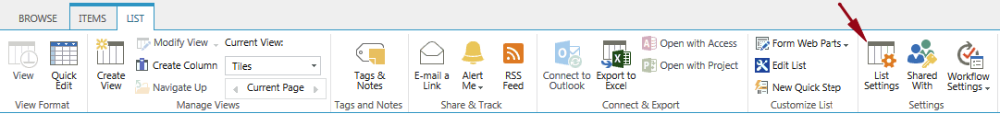 BROWSE ITEMS LIST
View
Quick
Edit
View Format
Create
View
Modify View
Create Column
Navigate Up
Current View:
Tiles
Current Page
Manage Views
Tags &
Notes
Tags and Notes
E-mail a
Link
Alert
Me
RSS
Feed
Share & Track
Connect to
Outlook
Export to
Excel
Open with Access
Open with Project
Connect & Export
Form Web Parts
Edit List
New Quick Step
Customize List
List
Settings
Shared
With
Workflow
Settings
Settings